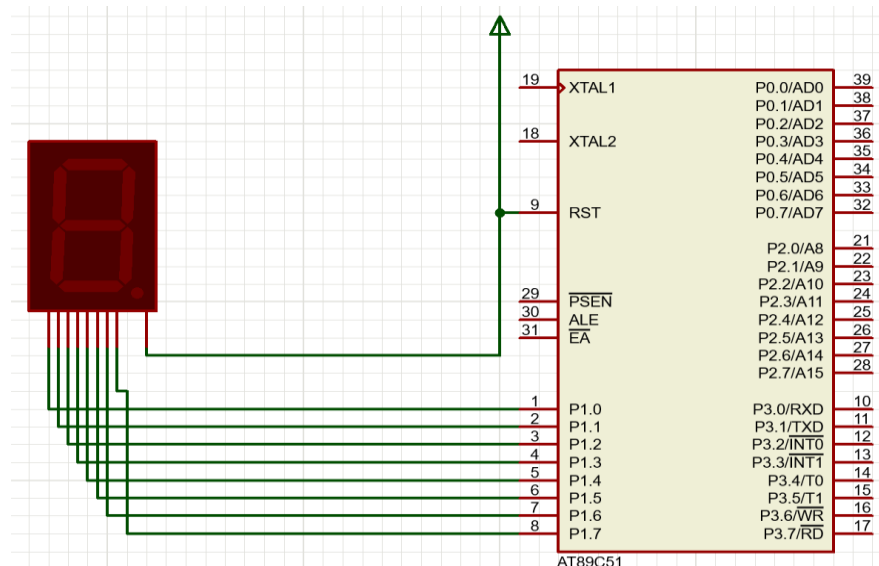 19 XTAL1
18 XTAL2
9 RST
29 PSEN
30 ALE
31 EA
1 P1.0
2 P1.1
3 P1.2
4 P1.3
5 P1.4
6 P1.5
7 P1.6
8 P1.7
P0.0/AD0 39
P0.1/AD1 38
P0.2/AD2 37
P0.3/AD3 36
P0.4/AD4 35
P0.5/AD5 34
P0.6/AD6 33
P0.7/AD7 32
P2.0/A8 21
P2.1/A9 22
P2.2/A10 23
P2.3/A11 24
P2.4/A12 25
P2.5/A13 26
P2.6/A14 27
P2.7/A15 28
P3.0/RXD 10
P3.1/TXD 11
P3.2/INT0 12
P3.3/INT1 13
P3.4/T0 14
P3.5/T1 15
P3.6/WR 16
P3.7/RD 17
AT89C51